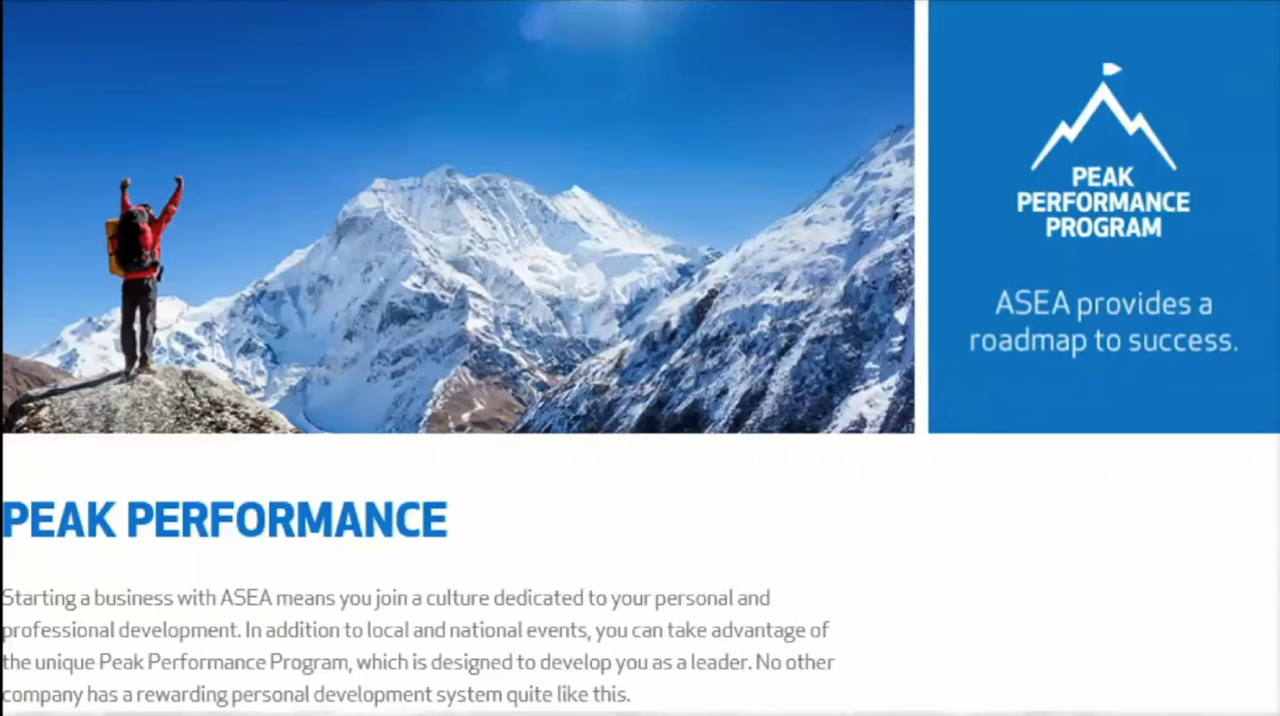 PEAK
PERFORMANCE
PROGRAM
ASEA provides a
roadmap to success.
PEAK PERFORMANCE
Starting a business with ASEA means you join a culture dedicated to your personal and
professional development. In addition to local and national events, you can take advantage of
the unique Peak Performance Program, which is designed to develop you as a leader. No other
company has a rewarding personal development system quite like this.